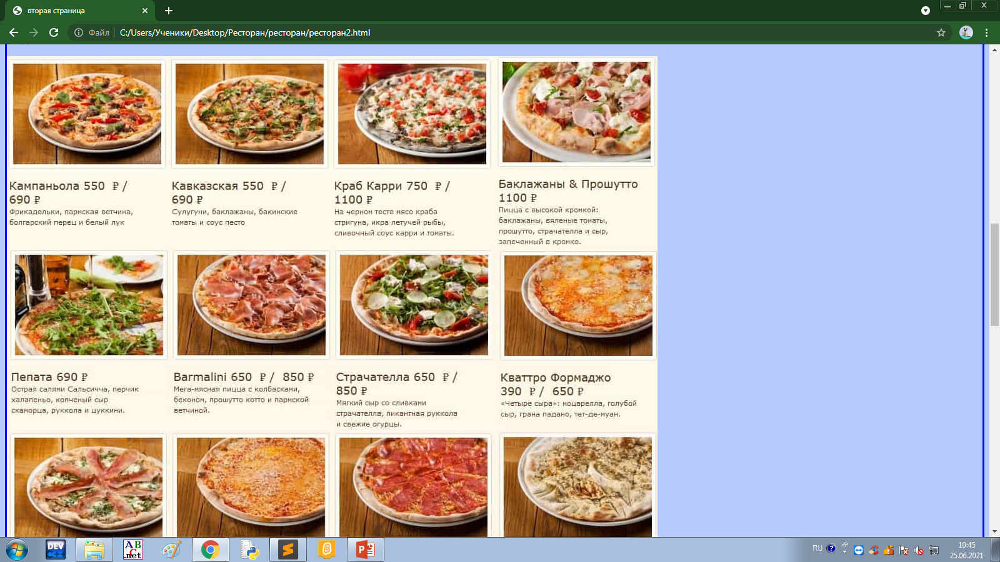 вторая страница
Файл
C:/Users/Ученики/Desktop/Ресторан/ресторан2.html
Кампаньола 550 ₽ /
690 ₽
Фрикадельки, пармская ветчина,
болгарский перец и белый лук
Кавказская 550 ₽ /
690 ₽
Сулугуни, баклажаны, бакинские
томаты и соус песто
Краб Карри 750 ₽ /
1100 ₽
На черном тесте мясо краба
стригуна, икра летучей рыбы,
сливочный соус карри и томаты.
Баклажаны & Прошутто
1100 ₽
Пицца с высокой кромкой:
баклажаны, вяленые томаты,
прошутто, страчателла и сыр,
запеченный в кромке.
Пепата 690 ₽
Острая салями Сальсичча, перчик
халапеньо, копченый сыр
скаморца, руккола и цуккини.
Barmalini 650 ₽ / 850 ₽
Мега-мясная пицца с колбасками,
беконом, прошутто котто и пармской
ветчиной.
Страчателла 650 ₽ /
850 ₽
Мягкий сыр со сливками
страчателла, пикантная руккола
и свежие огурцы.
Кваттро Формаджо
390 ₽ / 650 ₽
«Четыре сыра»: моцарелла, голубой
сыр, грана падано, тет-де-муан.
DEV
C++
ABC
.net
RU
10:45
25.06.2021